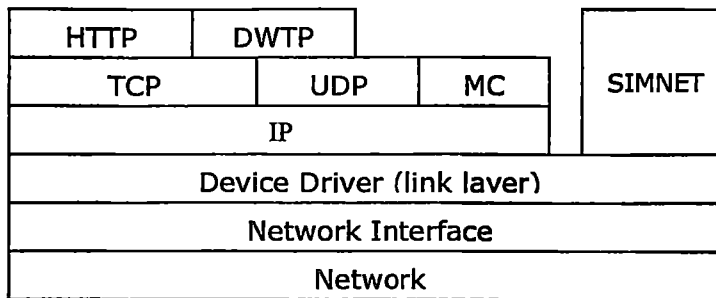 HTTP DWTP
TCP UDP MC SIMNET
IP
Device Driver (link laver)
Network Interface
Network